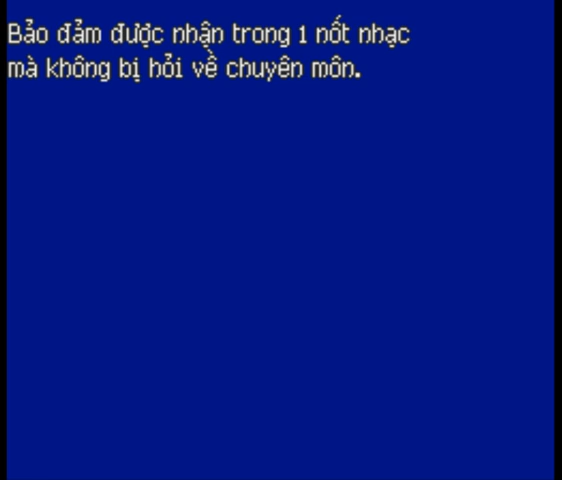 Bảo đảm được nhận trong 1 nốt nhạc
mà không bị hỏi về chuyên môn.